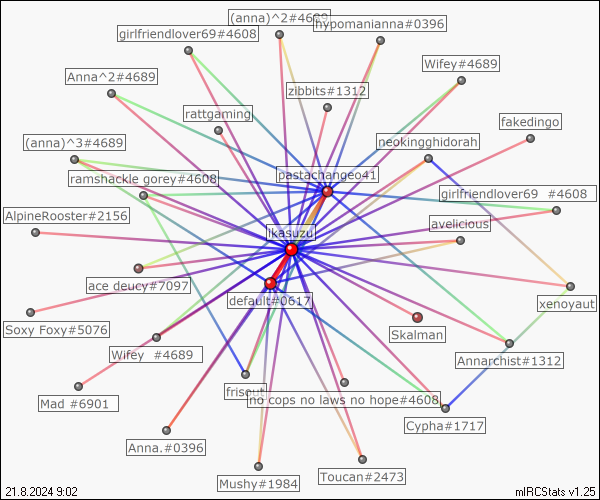 (anna)^2#4689
hypomanianna#0396
girlfriendlover69#4608
Wifey#4689
Anna^2#4689
zibbits#1312
rattgaming
fakedingo
neokingghidorah
(anna)^3#4689
pastachangeo41
ramshackle gorey#4608
girlfriendlover69 #4608
AlpineRooster#2156
avelicious
ikasuzu
ace deucy#7097
xenoyaut
default#0617
Soxy Foxy#5076
Skalman
Wifey #4689
Annarchist#1312
frisout
no cops no laws no hope#4608
Mad #6901
Cypha#1717
Anna.#0396
Toucan#2473
Mushy#1984
21.8.2024 9:02
mIRCStats v1.25